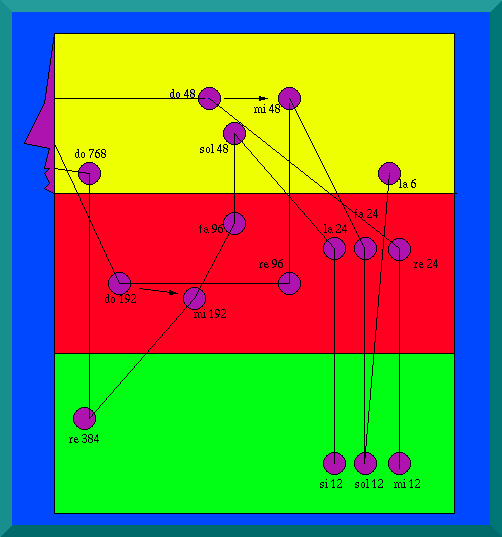 do 48
mi 48
sol 48
do 768
la 6
fa 96
la 24
fa 24
re 96
re 24
do 192
mi 192
re 384
si 12
sol 12
mi 12